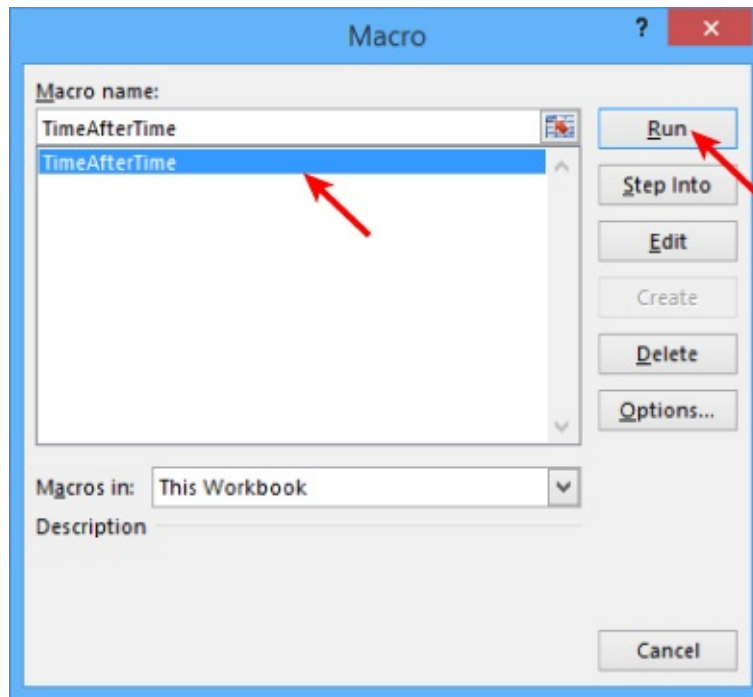 Macro
?
Macro name:
TimeAfterTime
Run
TimeAfterTime
Step Into
Edit
Create
Delete
Options...
Macros in: This Workbook
Description
Cancel